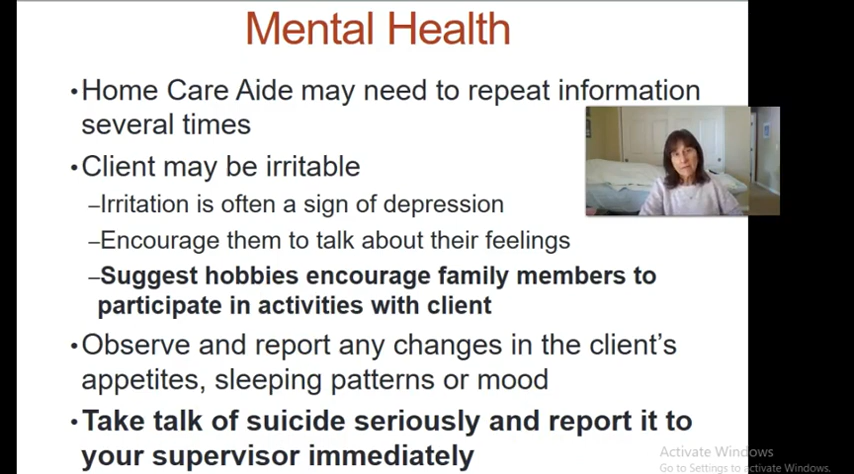 Mental Health
•Home Care Aide may need to repeat information
several times
•Client may be irritable
–Irritation is often a sign of depression
–Encourage them to talk about their feelings
–Suggest hobbies encourage family members to
participate in activities with client
•Observe and report any changes in the client's
appetites, sleeping patterns or mood
•Take talk of suicide seriously and report it to
your supervisor immediately
Activate Windows
Go to Settings to activate Windows.